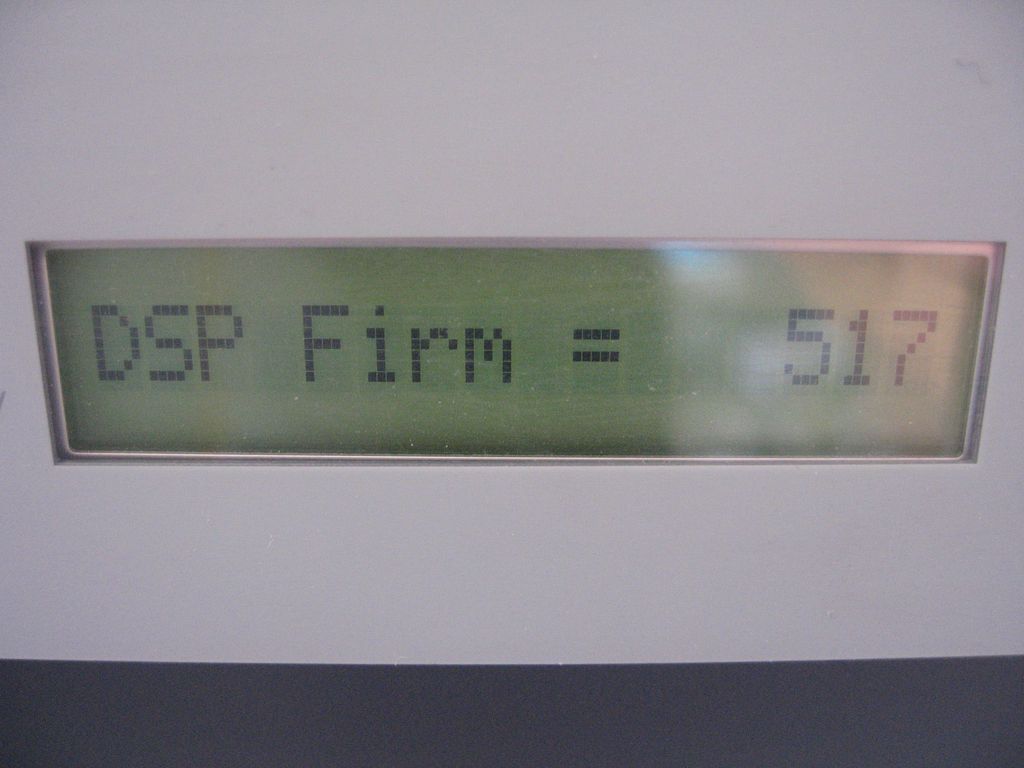 DSP Firm = 517